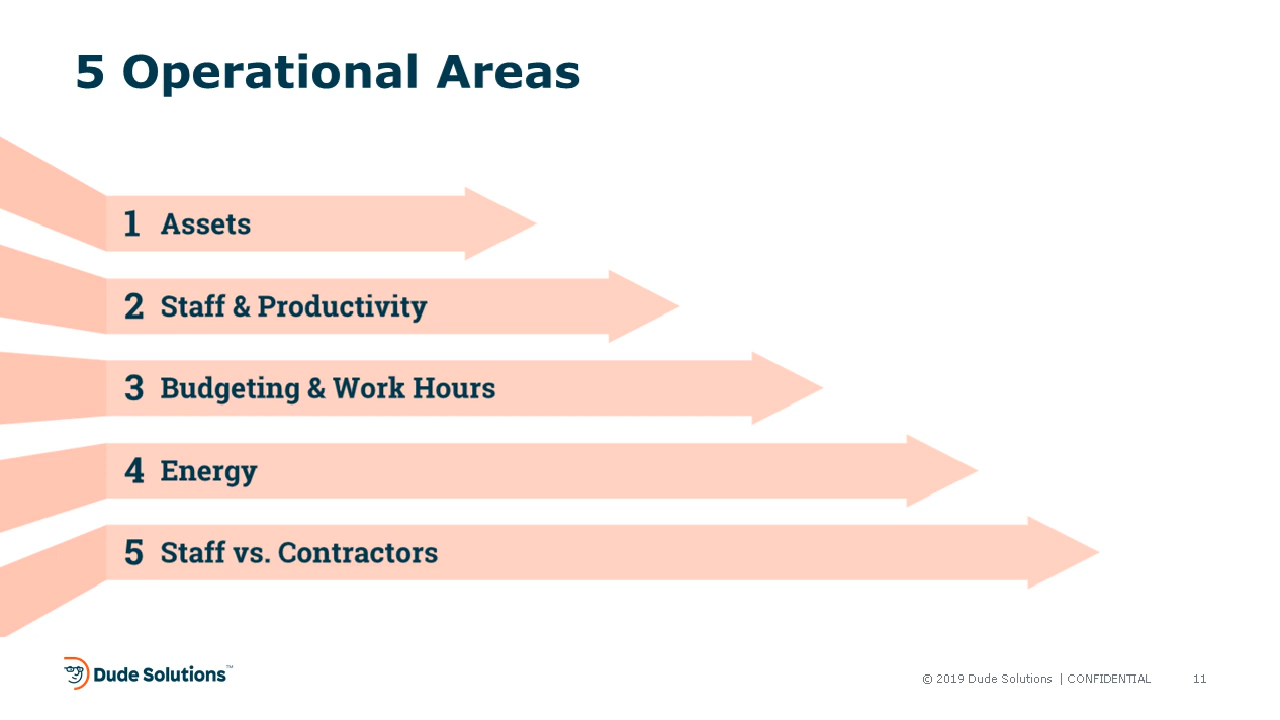 5 Operational Areas
1 Assets
2 Staff & Productivity
3 Budgeting & Work Hours
4 Energy
5 Staff vs. Contractors
Dude Solutions™
© 2019 Dude Solutions | CONFIDENTIAL 11